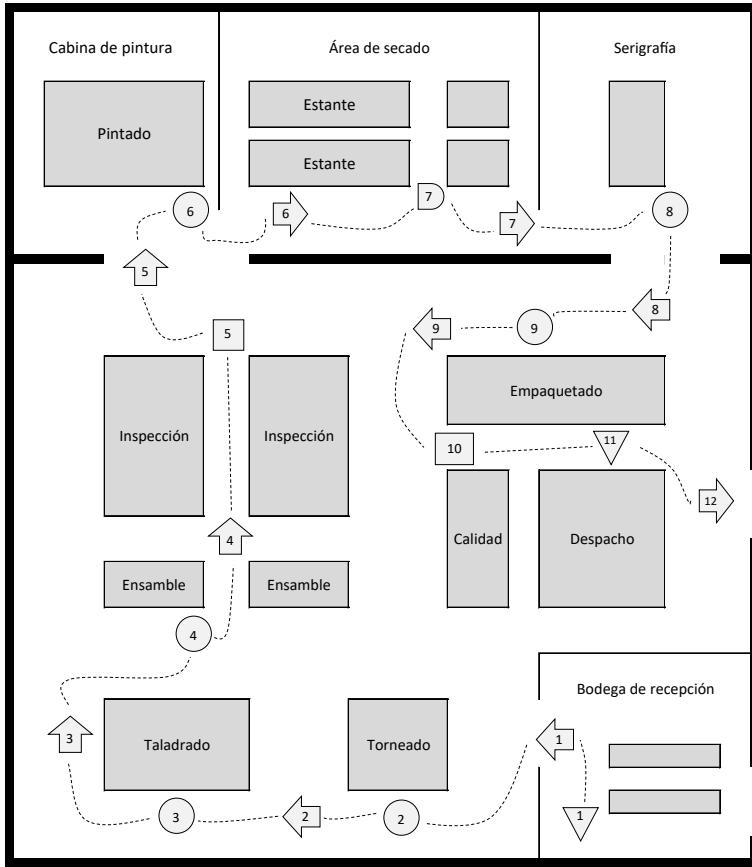 Cabina de pintura
Área de secado
Serigrafía
Pintado
Estante
Estante
6
6
7
7
8
5
5
9
9
8
Empaquetado
Inspección
Inspección
10
11
12
4
Calidad
Despacho
Ensamble
Ensamble
4
Bodega de recepción
3
Taladrado
Torneado
1
3
2
2
1